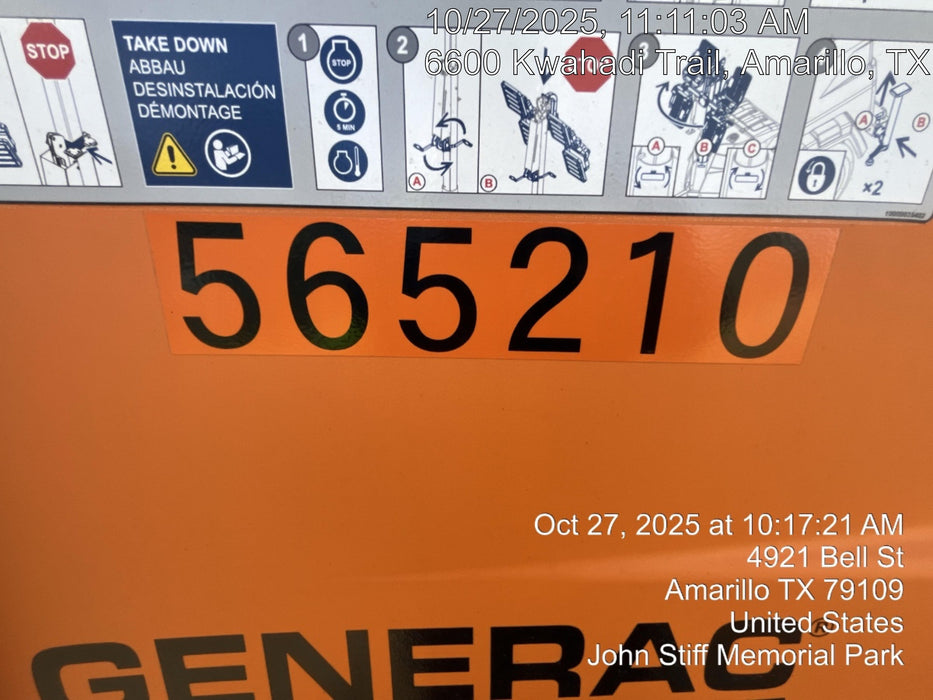 10/27/2025, 11:11:03 AM
6600 Kwahadi Trail, Amarillo, TX
STOP
TAKE DOWN
ABBAU
DESINSTALACIÓN
DÉMONTAGE
1
STOP
5 MIN
2
A
B
3
A
B
C
A
B
x2
565210
Oct 27, 2025 at 10:17:21 AM
4921 Bell St
Amarillo TX 79109
United States
John Stiff Memorial Park
GENERAC®